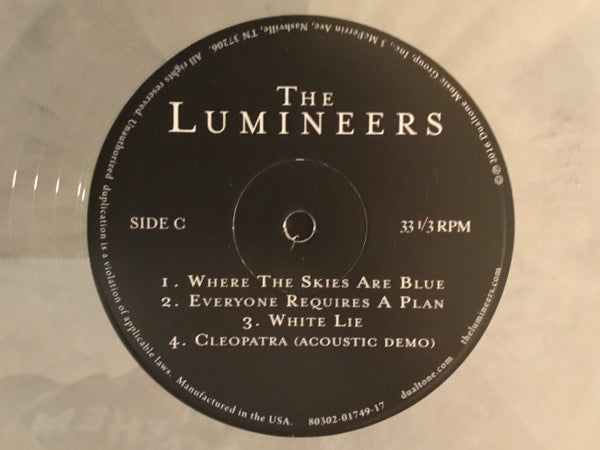 THE
LUMINEERS
SIDE C
33 1/3 RPM
1. WHERE THE SKIES ARE BLUE
2. EVERYONE REQUIRES A PLAN
3. WHITE LIE
4. CLEOPATRA (ACOUSTIC DEMO)
℗© 2016 Dualtone Music Group, Inc., 3 McFerrin Ave, Nashville, TN 37206. All rights reserved. Unauthorized duplication is a violation of applicable laws. Manufactured in the USA. 80302-01749-17 dualtone.com thelumineers.com